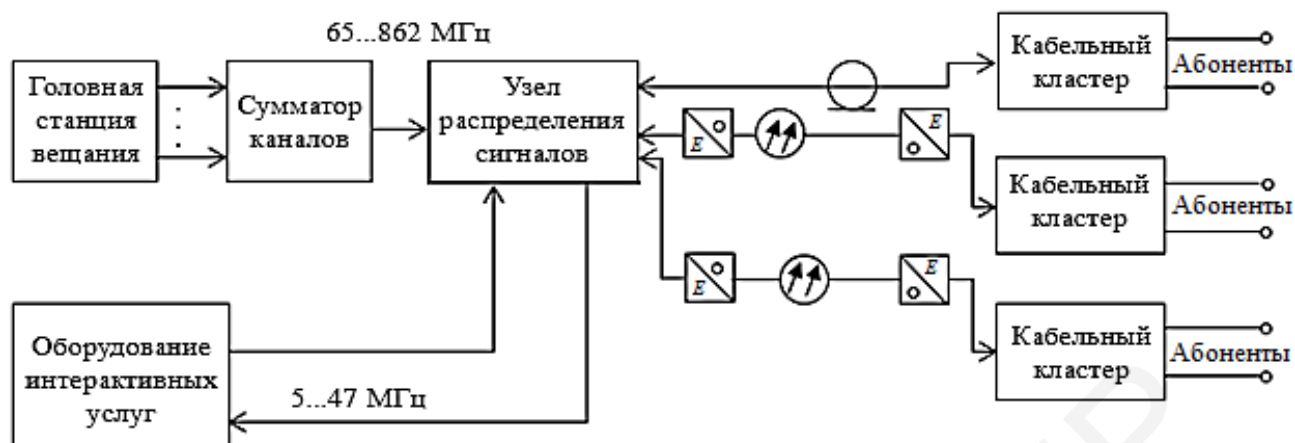 65...862 МГц
Головная
станция
вещания
Сумматор
каналов
Узел
распределения
сигналов
Кабельный
кластер
Абоненты
E
E
Кабельный
кластер
Абоненты
E
E
Кабельный
кластер
Абоненты
Оборудование
интерактивных
услуг
5...47 МГц